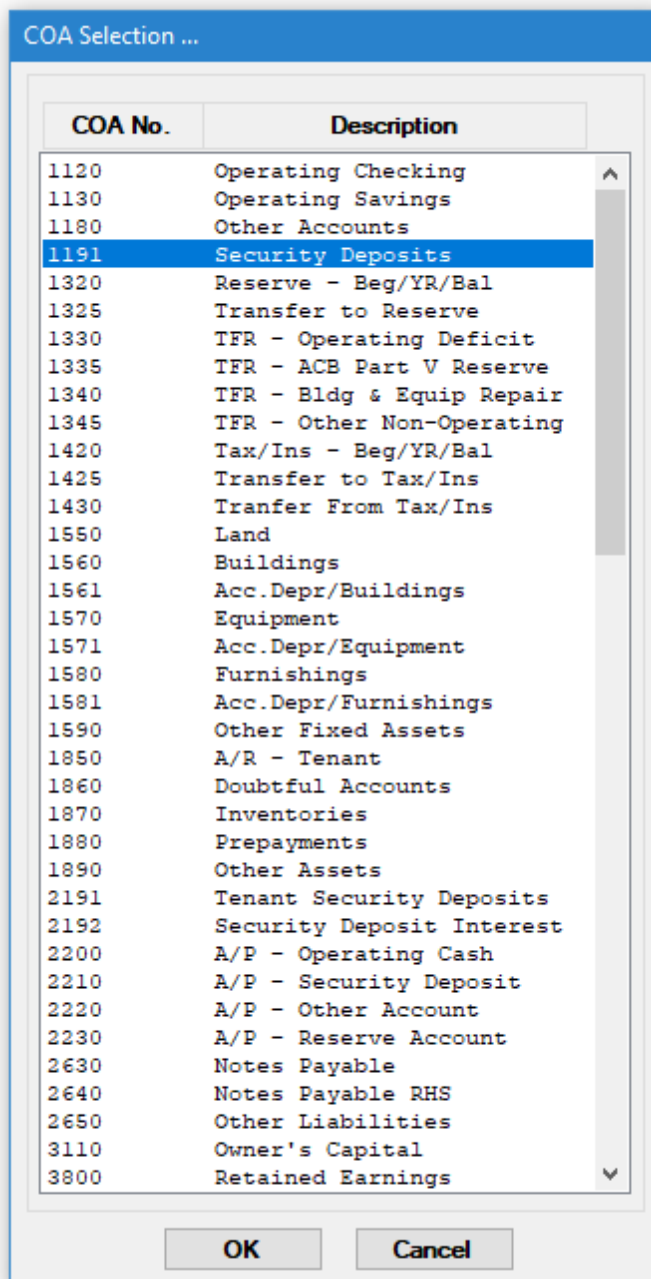 COA Selection ...
COA No. Description
1120 Operating Checking
1130 Operating Savings
1180 Other Accounts
1191 Security Deposits
1320 Reserve - Beg/YR/Bal
1325 Transfer to Reserve
1330 TFR - Operating Deficit
1335 TFR - ACB Part V Reserve
1340 TFR - Bldg & Equip Repair
1345 TFR - Other Non-Operating
1420 Tax/Ins - Beg/YR/Bal
1425 Transfer to Tax/Ins
1430 Tranfer From Tax/Ins
1550 Land
1560 Buildings
1561 Acc.Depr/Buildings
1570 Equipment
1571 Acc.Depr/Equipment
1580 Furnishings
1581 Acc.Depr/Furnishings
1590 Other Fixed Assets
1850 A/R - Tenant
1860 Doubtful Accounts
1870 Inventories
1880 Prepayments
1890 Other Assets
2191 Tenant Security Deposits
2192 Security Deposit Interest
2200 A/P - Operating Cash
2210 A/P - Security Deposit
2220 A/P - Other Account
2230 A/P - Reserve Account
2630 Notes Payable
2640 Notes Payable RHS
2650 Other Liabilities
3110 Owner's Capital
3800 Retained Earnings
OK Cancel